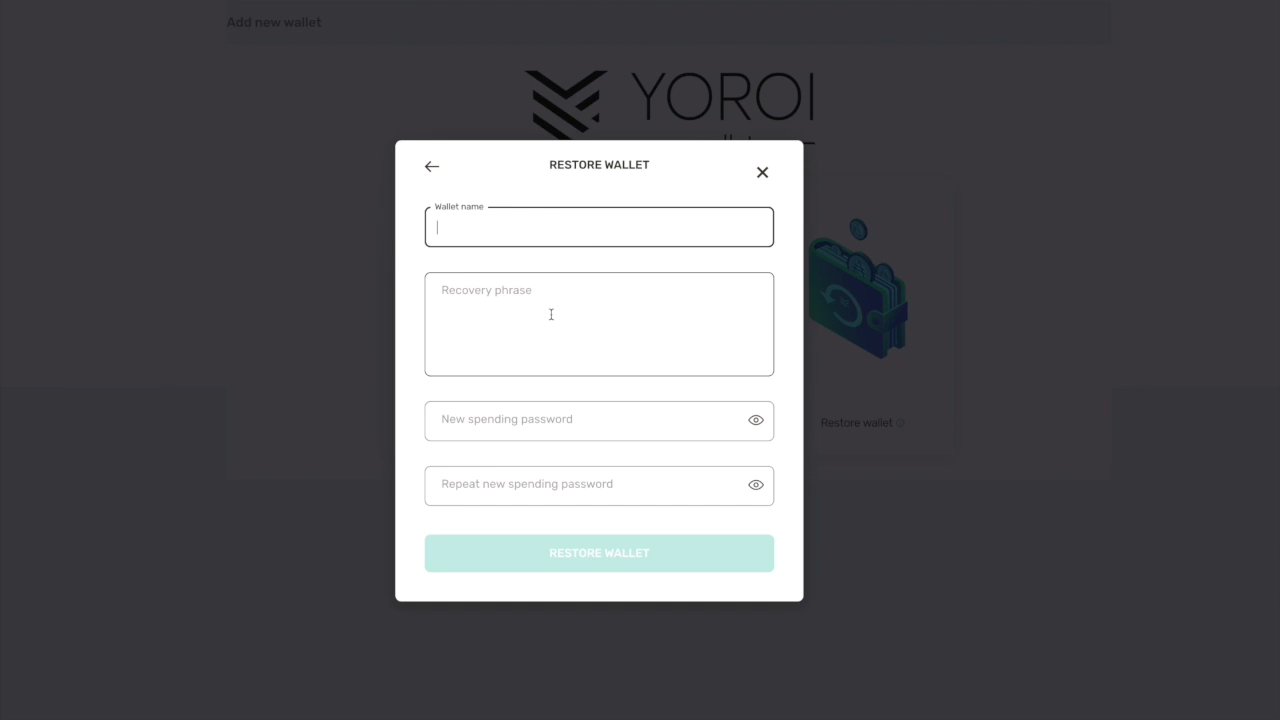 Add new wallet
YOROI
RESTORE WALLET
Wallet name
Recovery phrase
New spending password
Repeat new spending password
RESTORE WALLET
Restore wallet